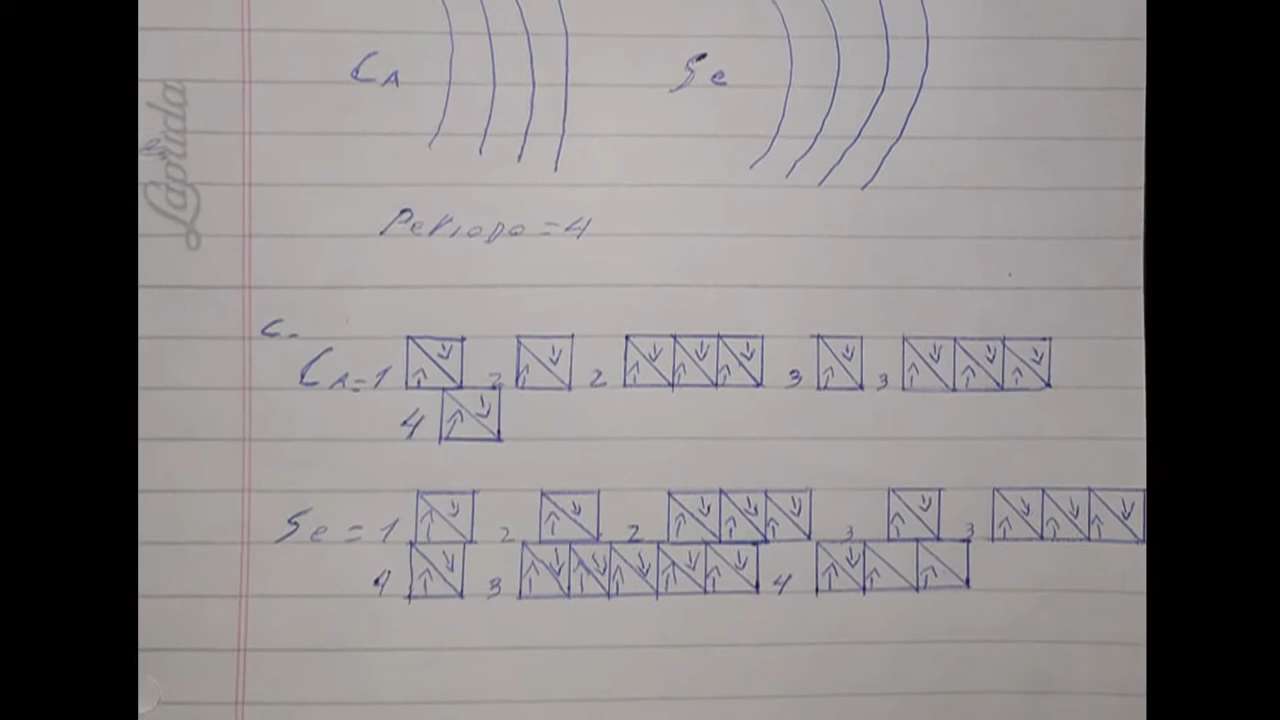 Laprida
CA Se
Periodo=4
C-
CA=1 2 2 3 3
4
Se=1 2 2 3 3
4 3 4